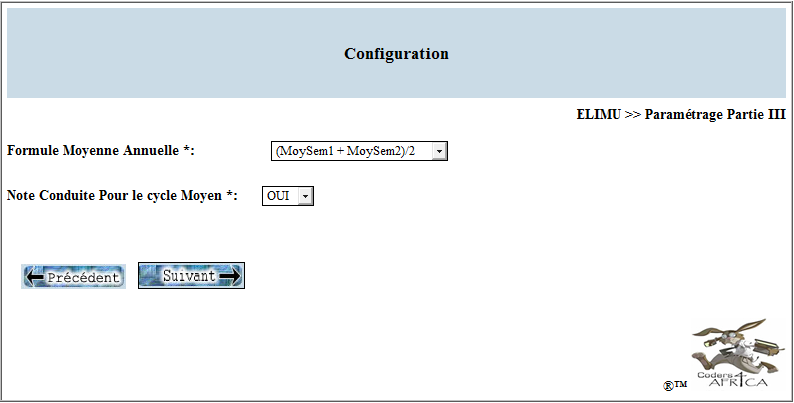 Configuration
ELIMU >> Paramétrage Partie III
Formule Moyenne Annuelle *: (MoySem1 + MoySem2)/2
Note Conduite Pour le cycle Moyen *: OUI
Précédent Suivant
Coders4
AFRICA
®™